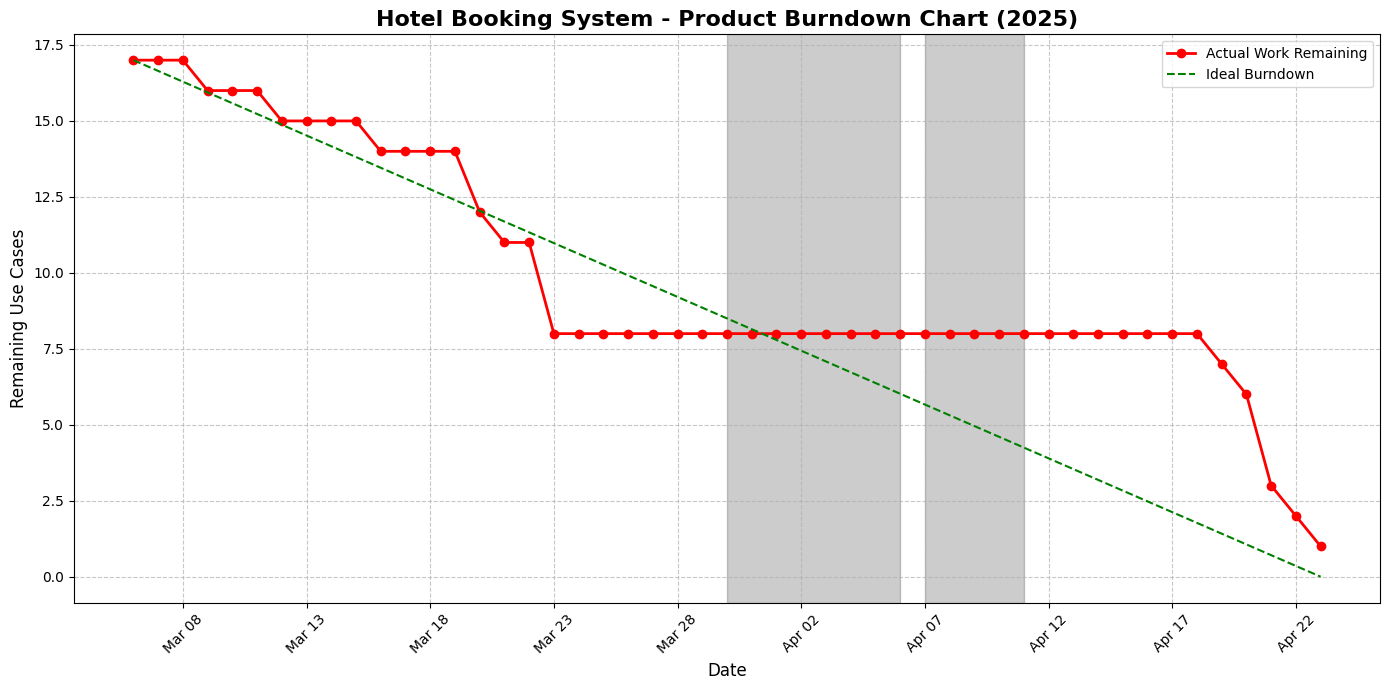 Hotel Booking System - Product Burndown Chart (2025)
Actual Work Remaining
Ideal Burndown
Remaining Use Cases
17.5
15.0
12.5
10.0
7.5
5.0
2.5
0.0
Mar 08
Mar 13
Mar 18
Mar 23
Mar 28
Apr 02
Apr 07
Apr 12
Apr 17
Apr 22
Date